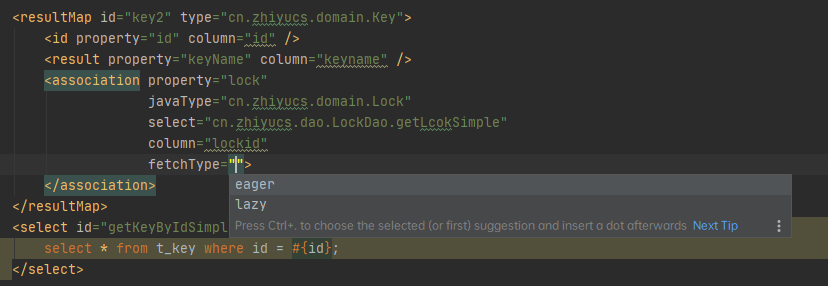 <resultMap id="key2" type="cn.zhiyucs.domain.Key">
<id property="id" column="id" />
<result property="keyName" column="keyname" />
<association property="lock"
javaType="cn.zhiyucs.domain.Lock"
select="cn.zhiyucs.dao.LockDao.getLcokSimple"
column="lockid"
fetchType="">
eager
</association>
lazy
</resultMap>
Press Ctrl+. to choose the selected (or first) suggestion and insert a dot afterwards Next Tip
<select id="getKeyByIdSimpl
select * from t_key where id = #{id};
</select>